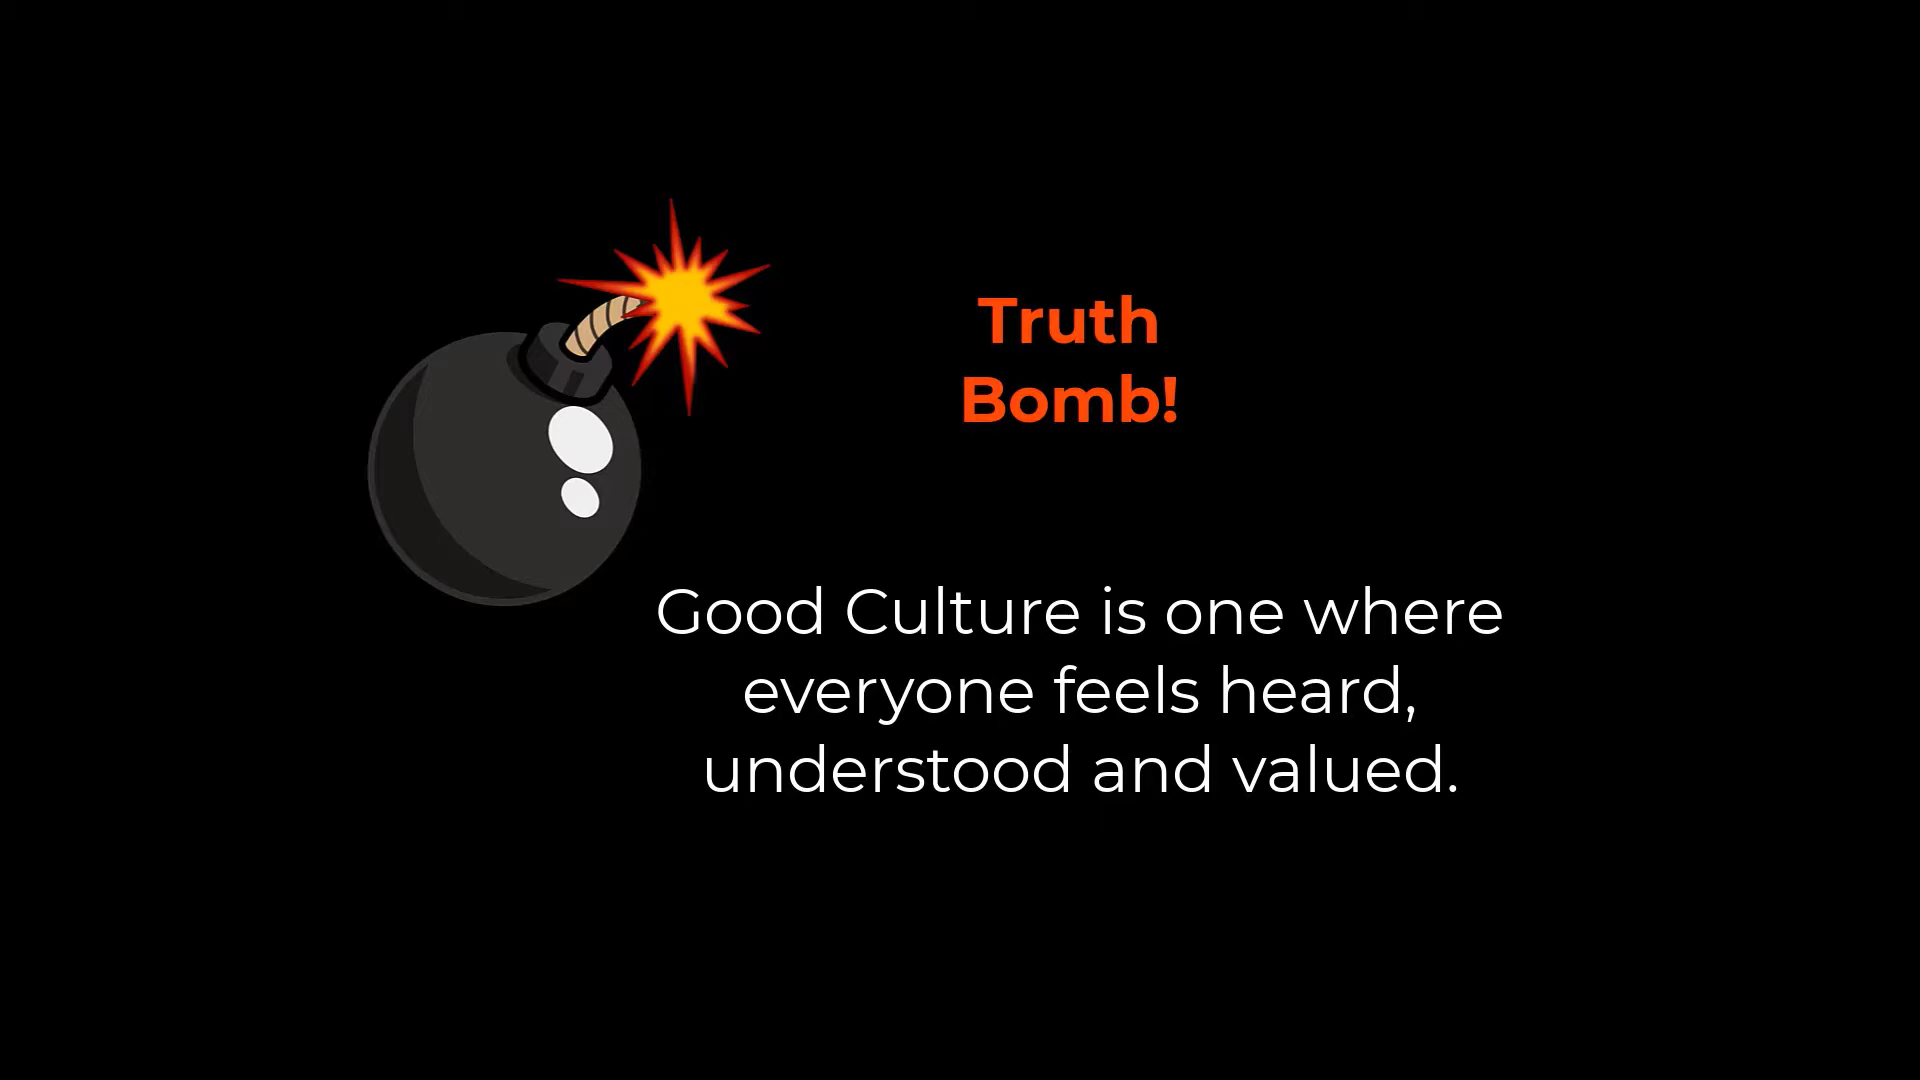 Truth
Bomb!
Good Culture is one where
everyone feels heard,
understood and valued.